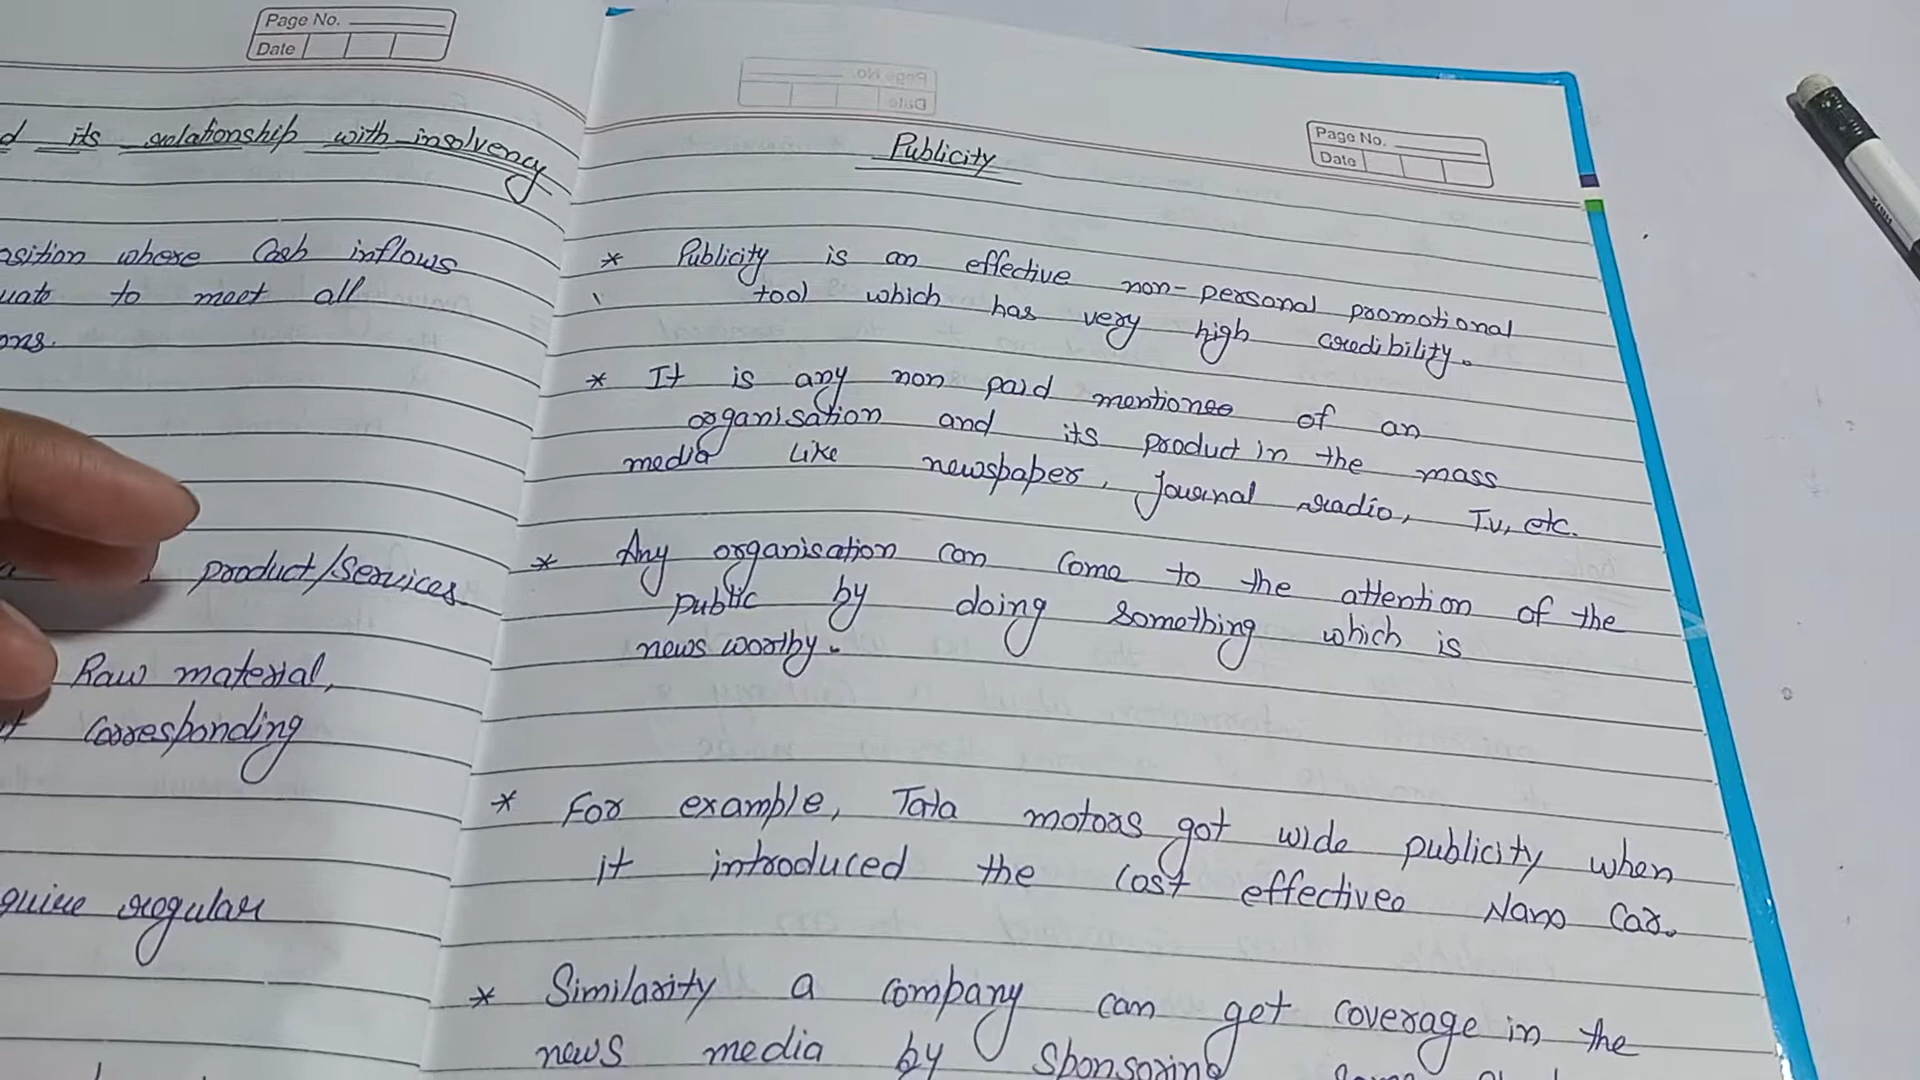 Page No.
Date
d its relationship with insolvency
osition where Cash inflows
uate to meet all
ons.
product/services
Raw material,
corresponding
quire regular
Page No.
Date
Page No.
Date
Publicity
* Publicity is an effective non-personal promotional
tool which has very high credibility.
* It is any non paid mentiones of an
organisation and its product in the mass
media like newspaper, Journal radio, Tv, etc.
* Any organisation can come to the attention of the
public by doing something which is
news worthy.
* For example, Tata motors got wide publicity when
it introduced the cost effective Nano Car.
* Similarity a company can get coverage in the
news media by sponsoring